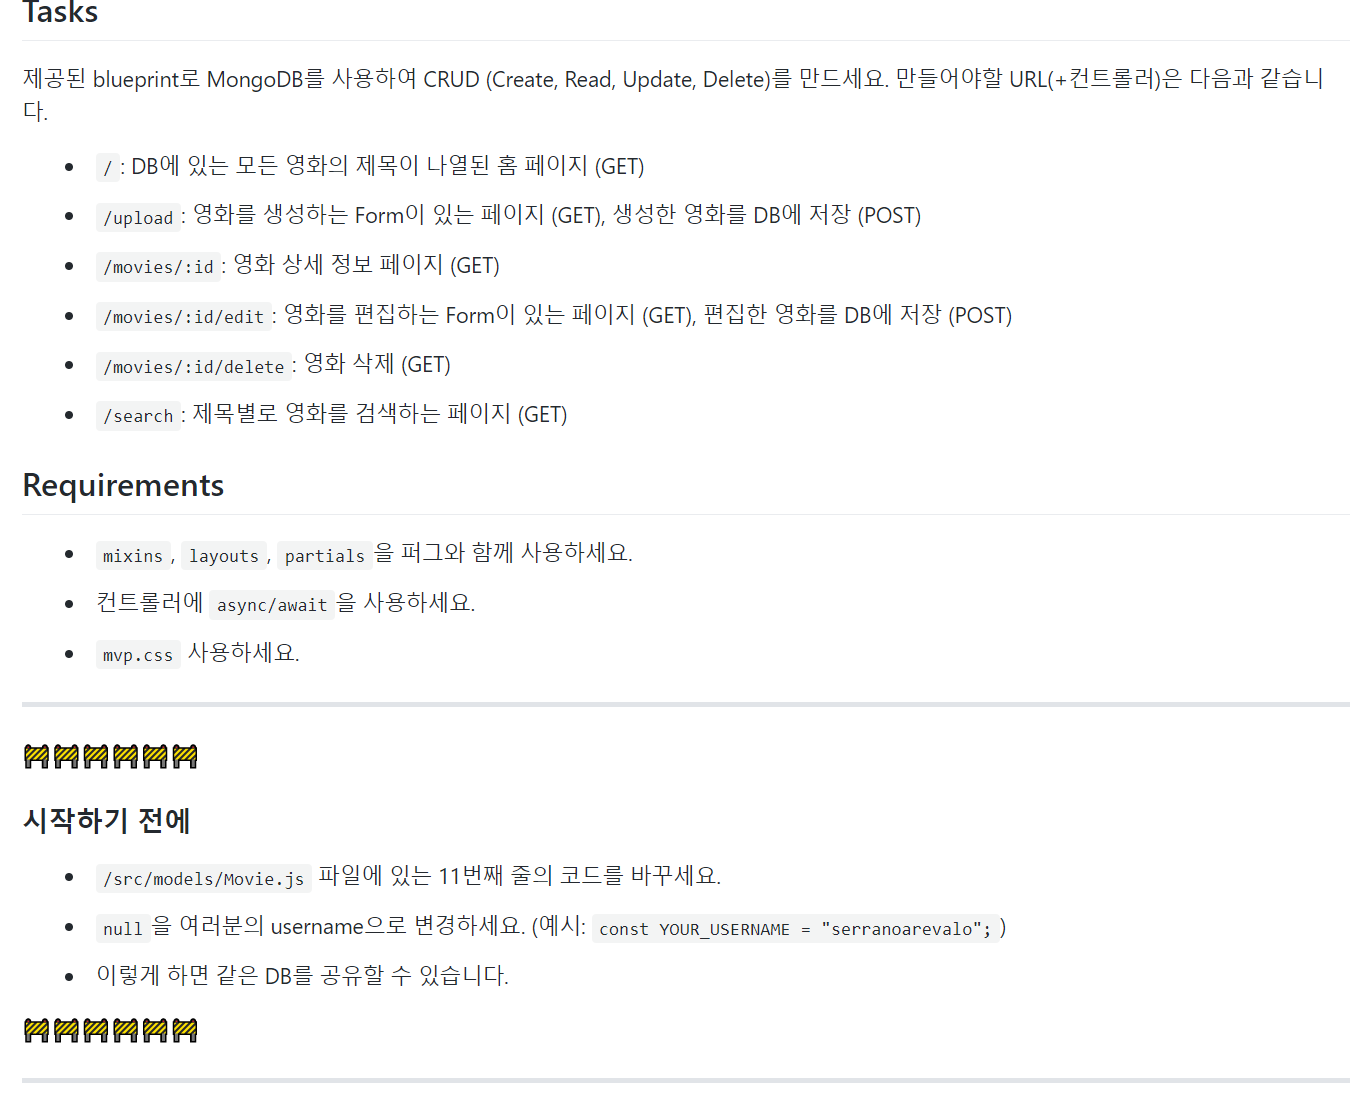 Tasks
제공된 blueprint로 MongoDB를 사용하여 CRUD (Create, Read, Update, Delete)를 만드세요. 만들어야할 URL(+컨트롤러)은 다음과 같습니
다.
/ : DB에 있는 모든 영화의 제목이 나열된 홈 페이지 (GET)
/upload : 영화를 생성하는 Form이 있는 페이지 (GET), 생성한 영화를 DB에 저장 (POST)
/movies/:id : 영화 상세 정보 페이지 (GET)
/movies/:id/edit : 영화를 편집하는 Form이 있는 페이지 (GET), 편집한 영화를 DB에 저장 (POST)
/movies/:id/delete : 영화 삭제 (GET)
/search : 제목별로 영화를 검색하는 페이지 (GET)
Requirements
mixins , layouts , partials 을 퍼그와 함께 사용하세요.
컨트롤러에 async/await 을 사용하세요.
mvp.css 사용하세요.
시작하기 전에
/src/models/Movie.js 파일에 있는 11번째 줄의 코드를 바꾸세요.
null 을 여러분의 username으로 변경하세요. (예시: const YOUR_USERNAME = "serranoarevalo"; )
이렇게 하면 같은 DB를 공유할 수 있습니다.